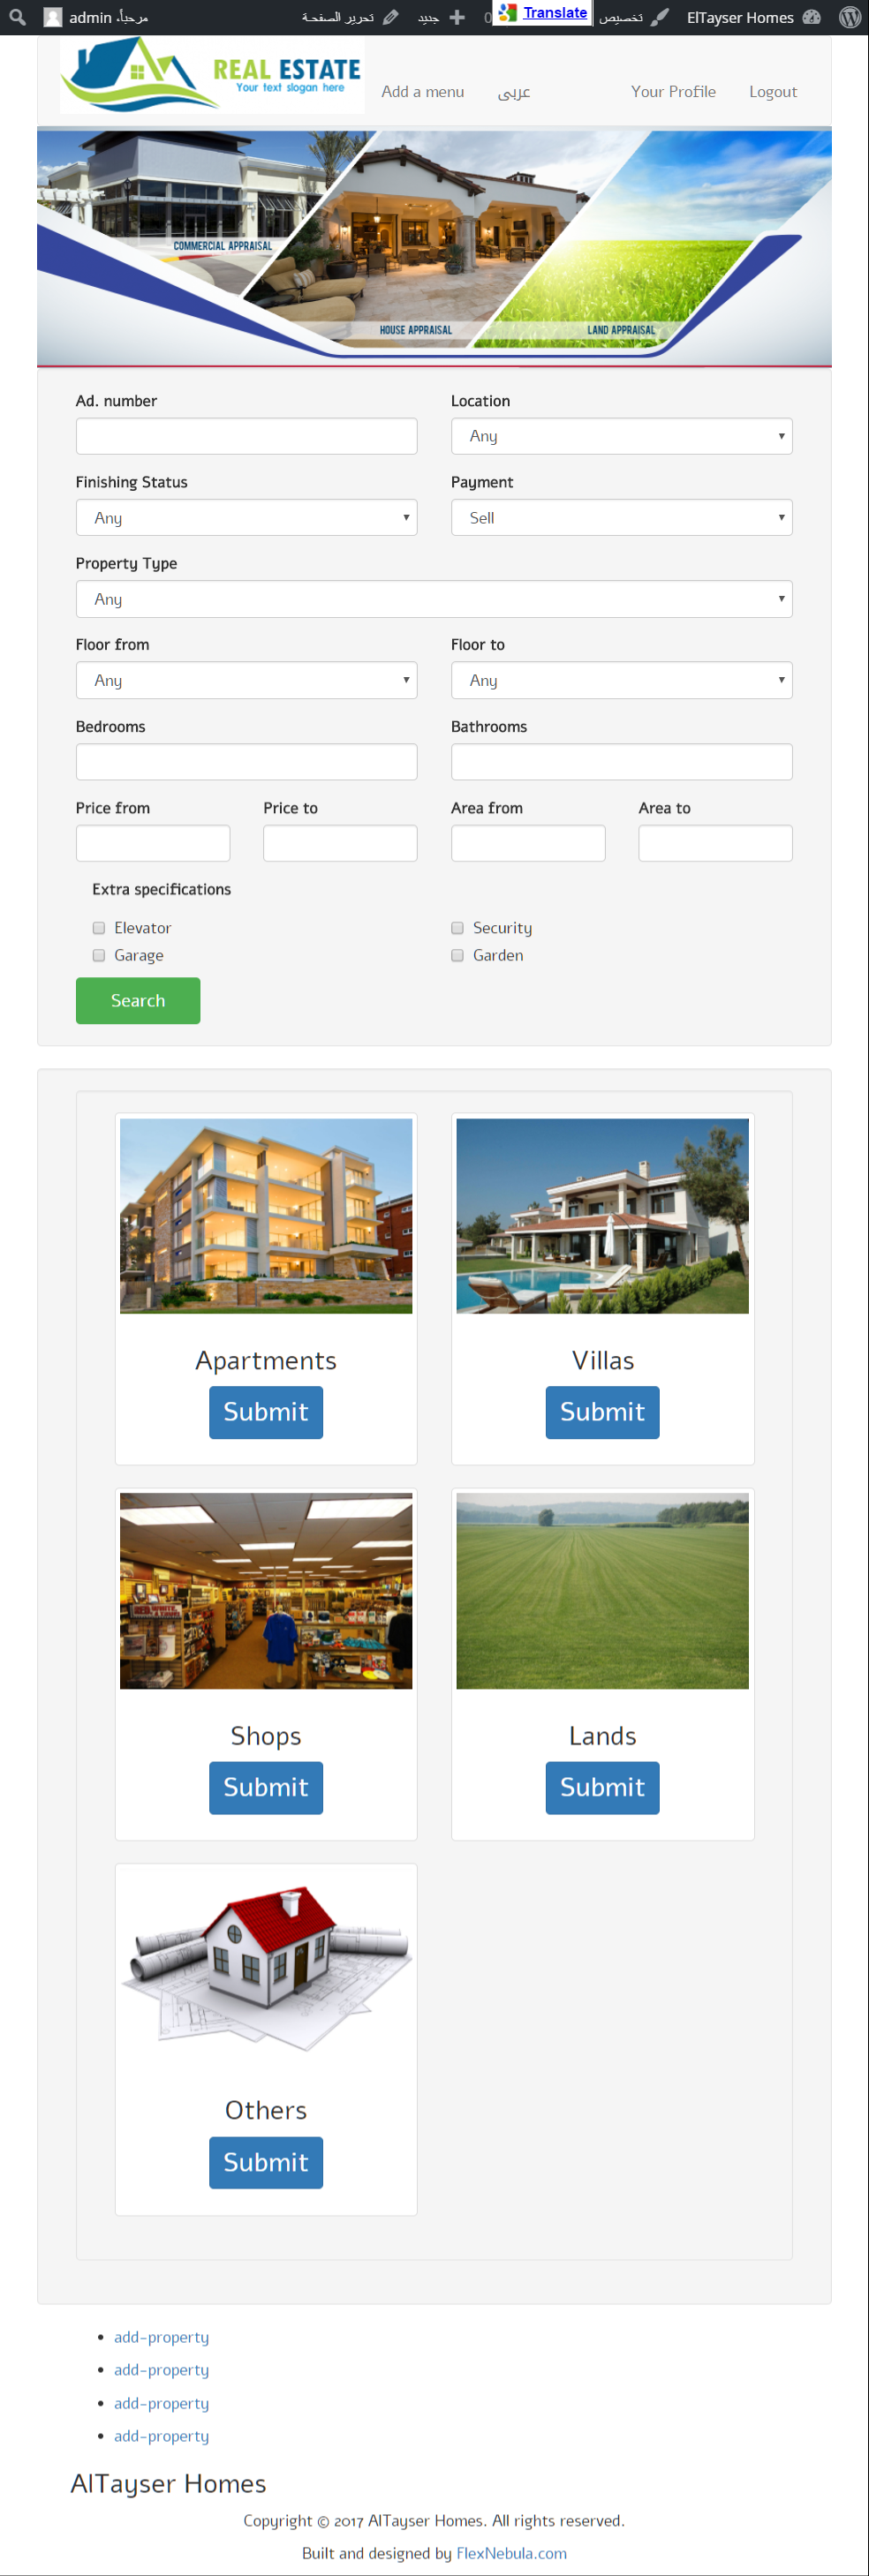 مرحباً، admin
تحرير الصفحة
جديد
0
Translate
تخصيص
ElTayser Homes
REAL ESTATE
Your text slogan here
Add a menu
عربى
Your Profile
Logout
COMMERCIAL APPRAISAL
HOUSE APPRAISAL
LAND APPRAISAL
Ad. number
Location
Any
Finishing Status
Payment
Any
Sell
Property Type
Any
Floor from
Floor to
Any
Any
Bedrooms
Bathrooms
Price from
Price to
Area from
Area to
Extra specifications
Elevator
Security
Garage
Garden
Search
Apartments
Submit
Villas
Submit
Shops
Submit
Lands
Submit
Others
Submit
add-property
add-property
add-property
add-property
AlTayser Homes
Copyright © 2017 AlTayser Homes. All rights reserved.
Built and designed by FlexNebula.com